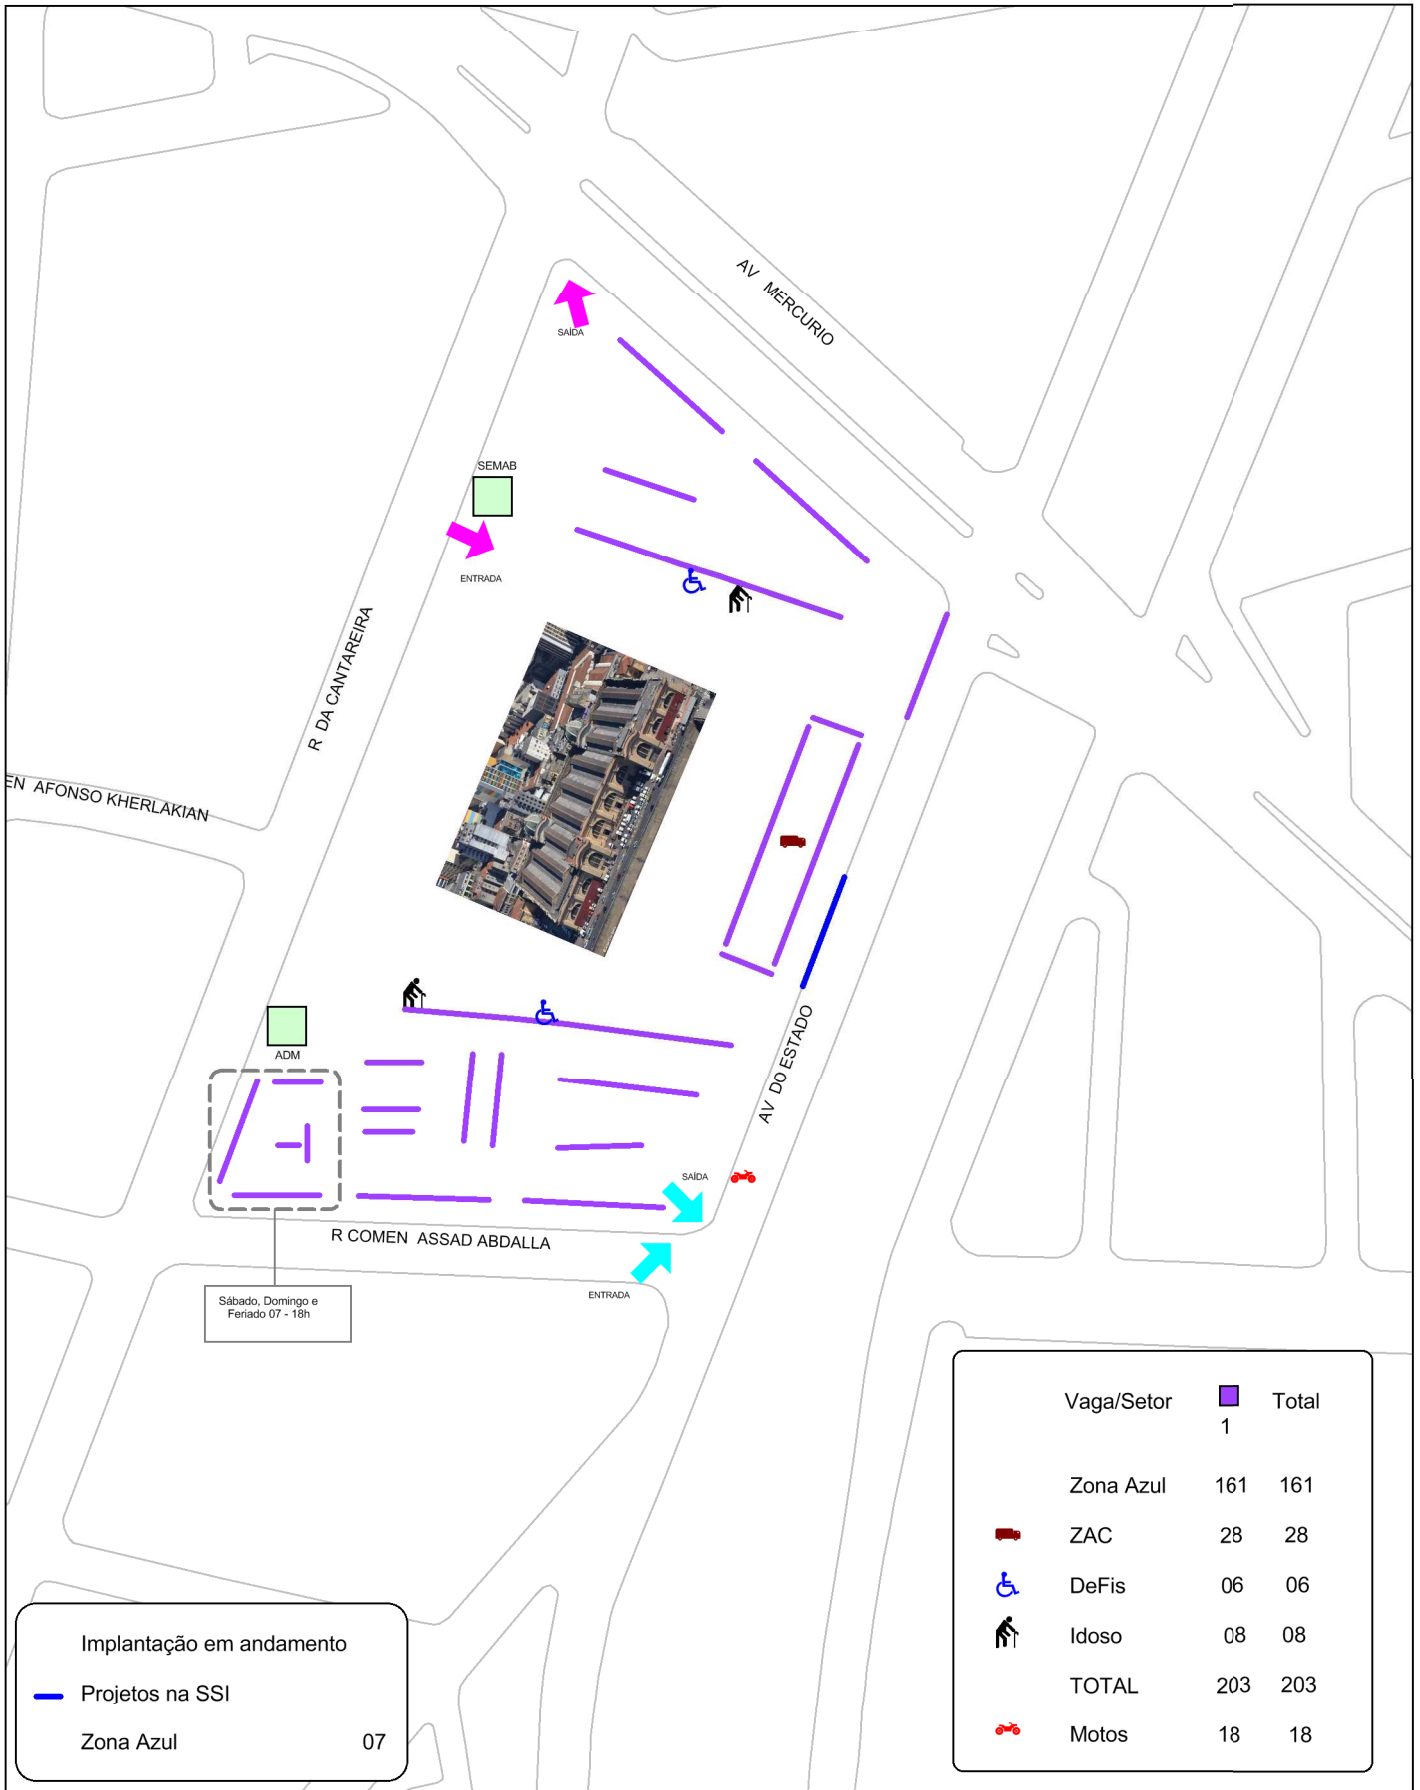 AV MERCURIO
SAÍDA
SEMAB
ENTRADA
R DA CANTAREIRA
EN AFONSO KHERLAKIAN
ADM
AV D0 ESTADO
SAÍDA
R COMEN ASSAD ABDALLA
ENTRADA
Sábado, Domingo e
Feriado 07 - 18h
Vaga/Setor Total
1
Zona Azul 161 161
ZAC 28 28
DeFis 06 06
Idoso 08 08
TOTAL 203 203
Motos 18 18
Implantação em andamento
Projetos na SSI
Zona Azul 07